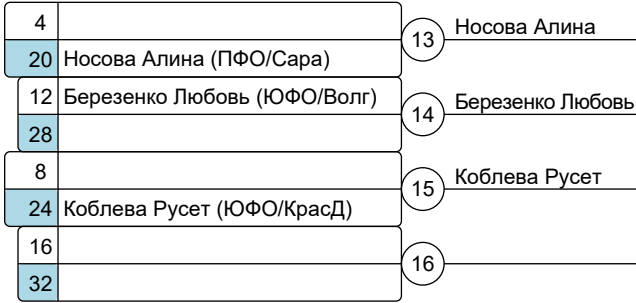 4
13 Носова Алина
20 Носова Алина (ПФО/Сара)
12 Березенко Любовь (ЮФО/Волг)
14 Березенко Любовь
28
8
15 Коблева Русет
24 Коблева Русет (ЮФО/КрасД)
16
16
32